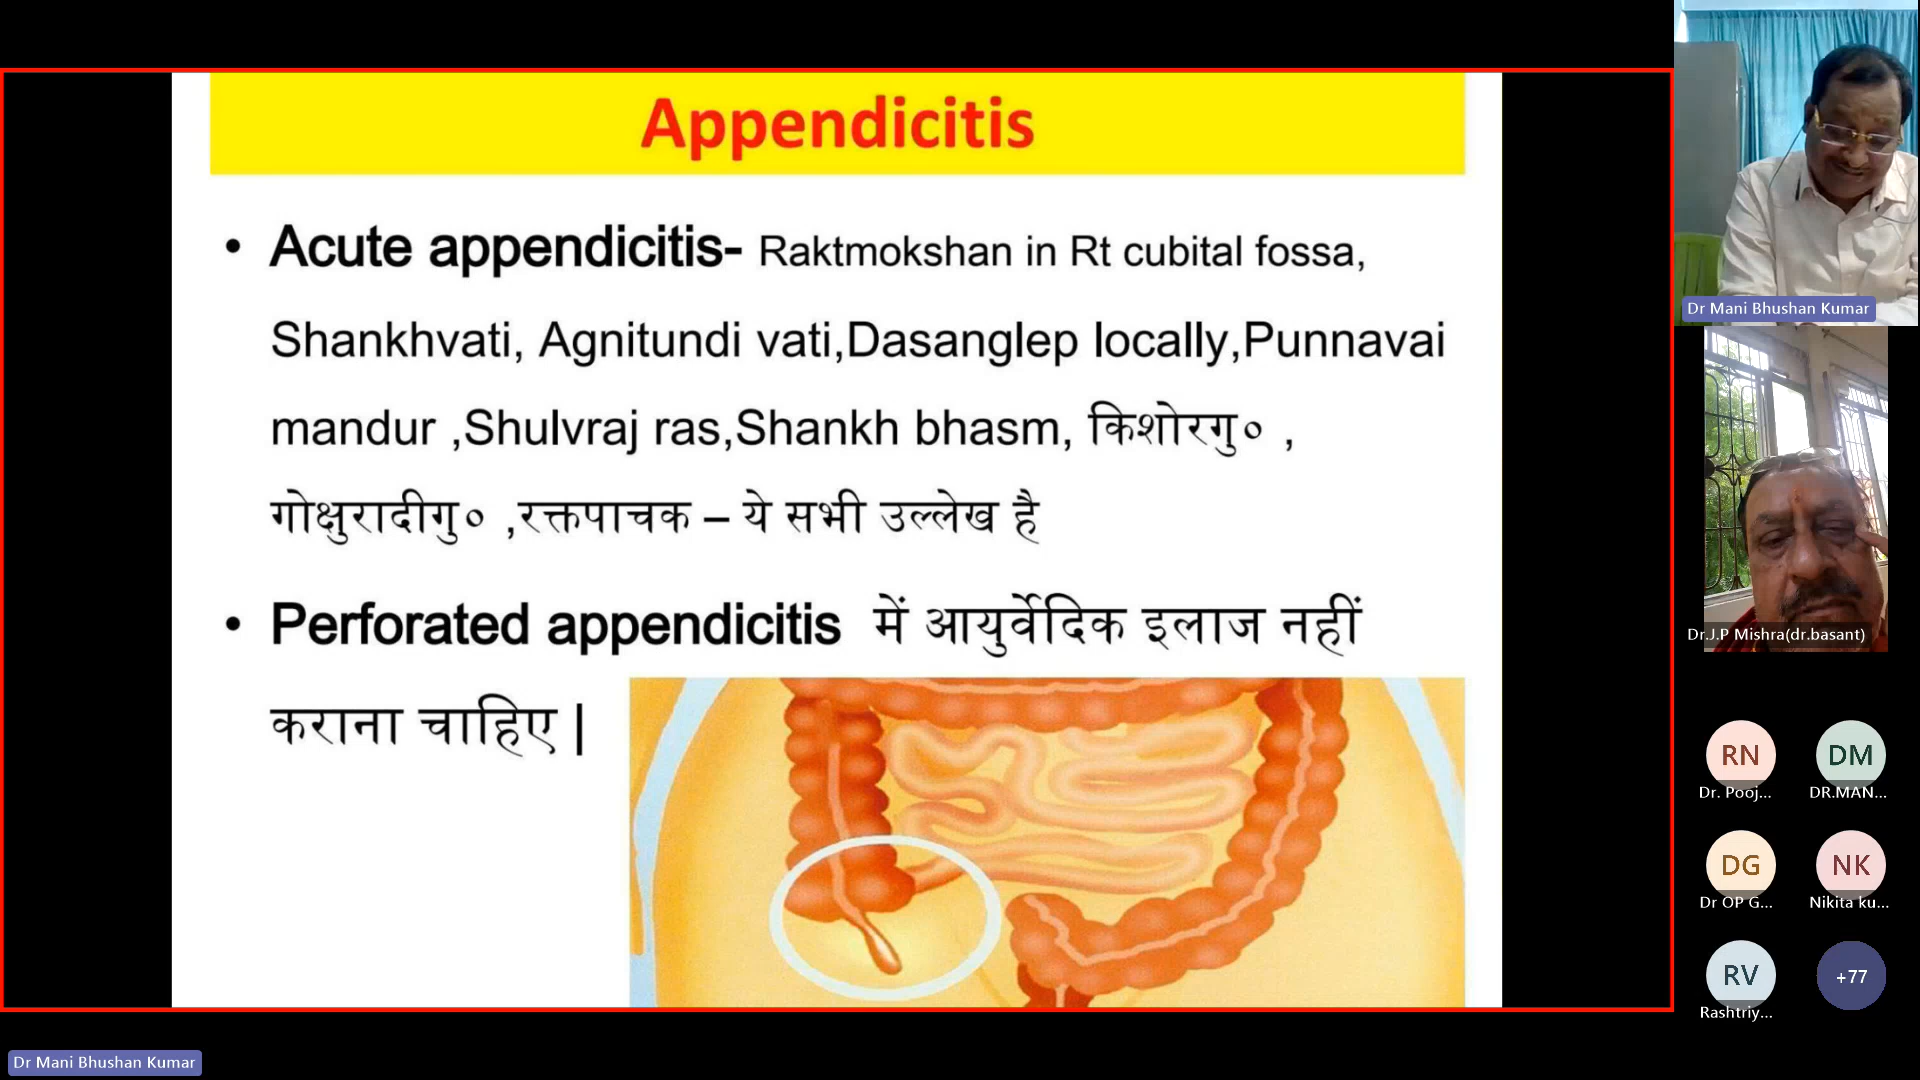 Appendicitis
• Acute appendicitis- Raktmokshan in Rt cubital fossa,
Shankhvati, Agnitundi vati,Dasanglep locally,Punnavai
mandur ,Shulvraj ras,Shankh bhasm, किशोरगु० ,
गोक्षुरादीगु० ,रक्तपाचक – ये सभी उल्लेख है
• Perforated appendicitis में आयुर्वेदिक इलाज नहीं
कराना चाहिए |
Dr Mani Bhushan Kumar
Dr.J.P Mishra(dr.basant)
RN
DM
Dr. Pooj...
DR.MAN...
DG
NK
Dr OP G...
Nikita ku...
RV
+77
Rashtriy...
Dr Mani Bhushan Kumar